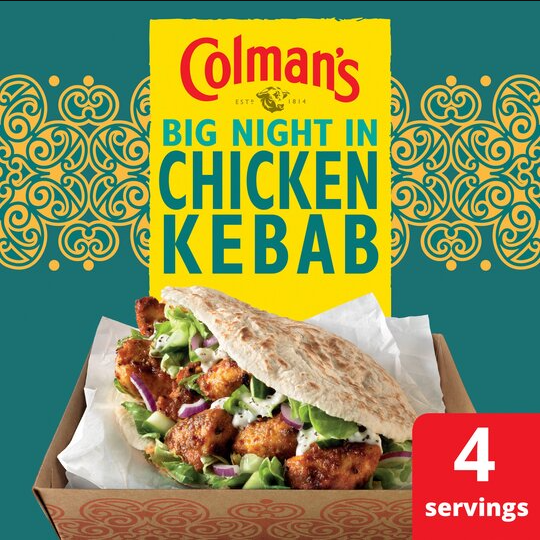 Colman's
ESTD 1814
BIG NIGHT IN
CHICKEN
KEBAB
4
servings